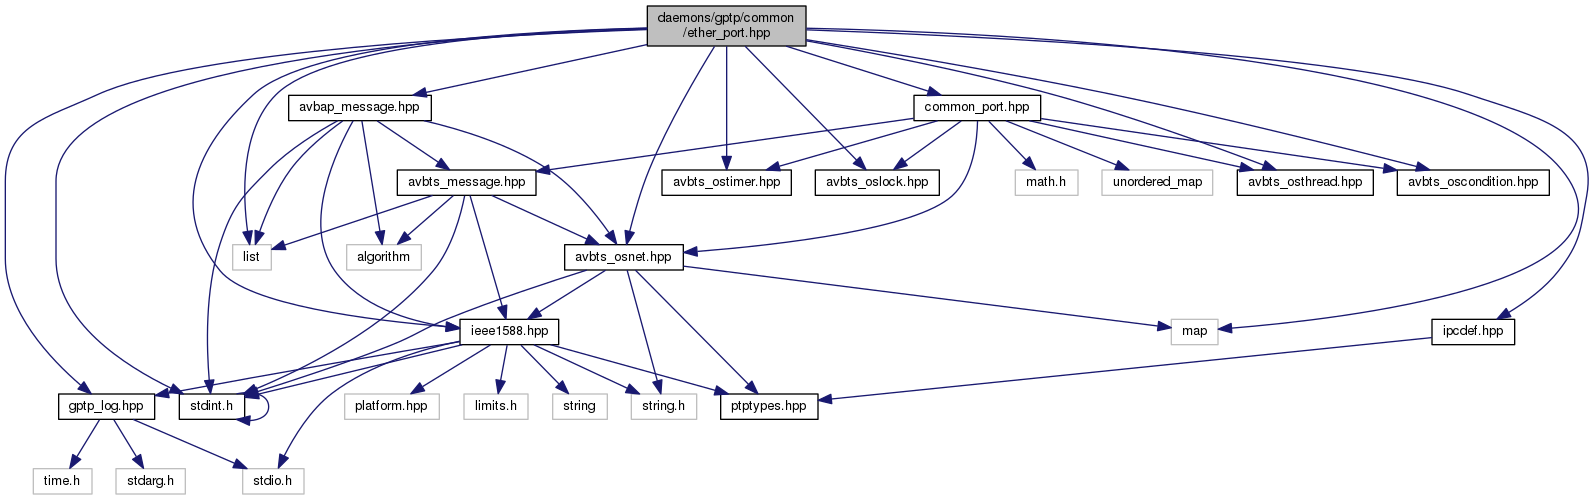 daemons/gptp/common
/ether_port.hpp
avbap_message.hpp
common_port.hpp
avbts_message.hpp
avbts_ostimer.hpp
avbts_oslock.hpp
math.h
unordered_map
avbts_osthread.hpp
avbts_oscondition.hpp
list
algorithm
avbts_osnet.hpp
ieee1588.hpp
map
ipcdef.hpp
gptp_log.hpp
stdint.h
platform.hpp
limits.h
string
string.h
ptptypes.hpp
time.h
stdarg.h
stdio.h